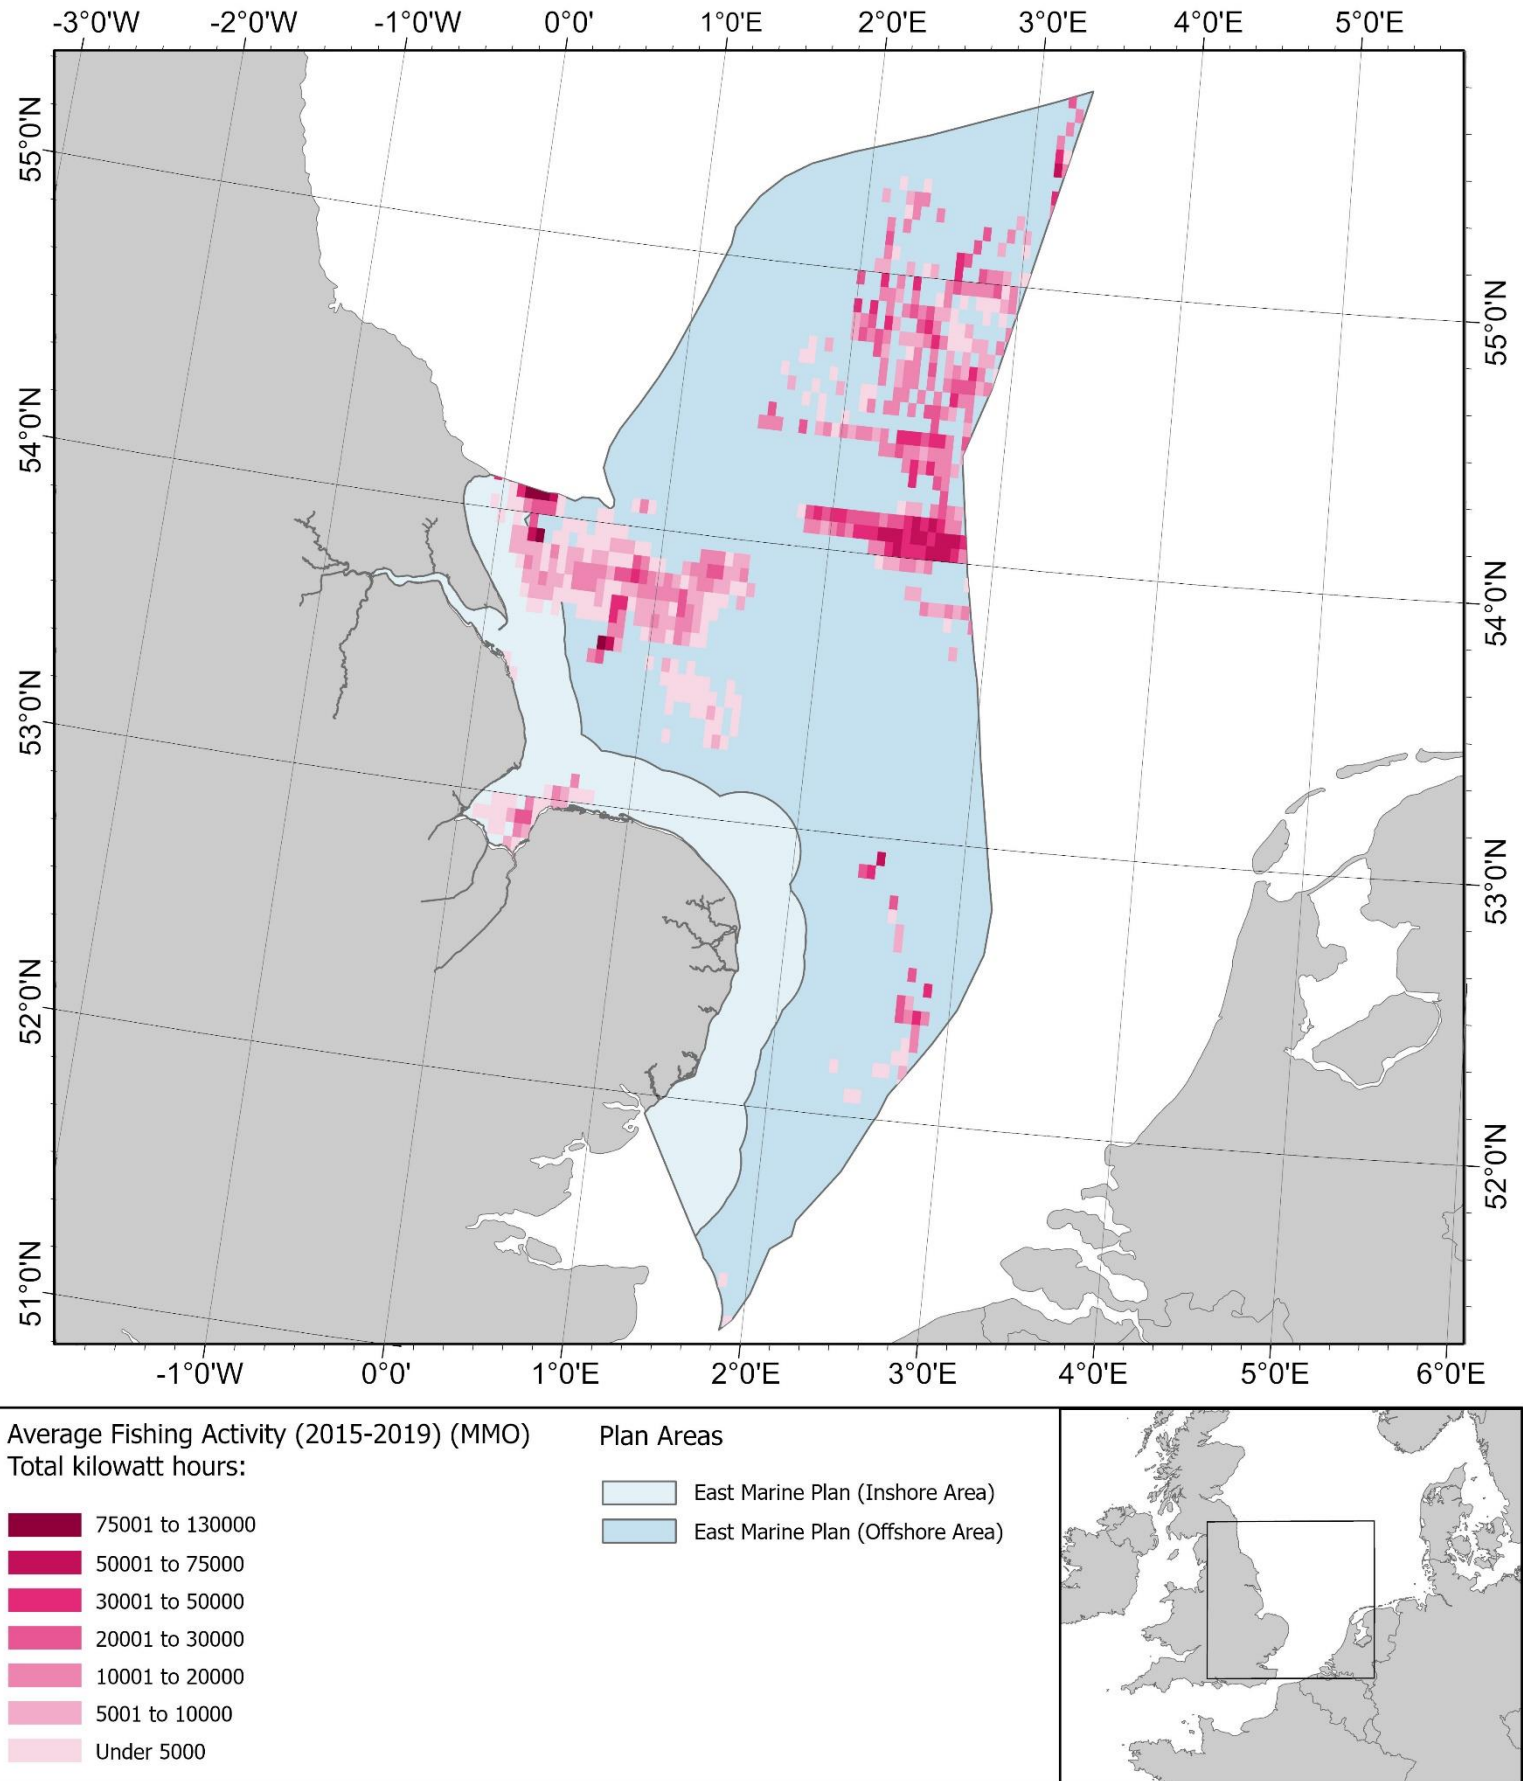 -3°0'W -2°0'W -1°0'W 0°0' 1°0'E 2°0'E 3°0'E 4°0'E 5°0'E
55°0'N
54°0'N
53°0'N
52°0'N
51°0'N
55°0'N
54°0'N
53°0'N
52°0'N
-1°0'W 0°0' 1°0'E 2°0'E 3°0'E 4°0'E 5°0'E 6°0'E
Average Fishing Activity (2015-2019) (MMO)
Total kilowatt hours:
75001 to 130000
50001 to 75000
30001 to 50000
20001 to 30000
10001 to 20000
5001 to 10000
Under 5000
Plan Areas
East Marine Plan (Inshore Area)
East Marine Plan (Offshore Area)